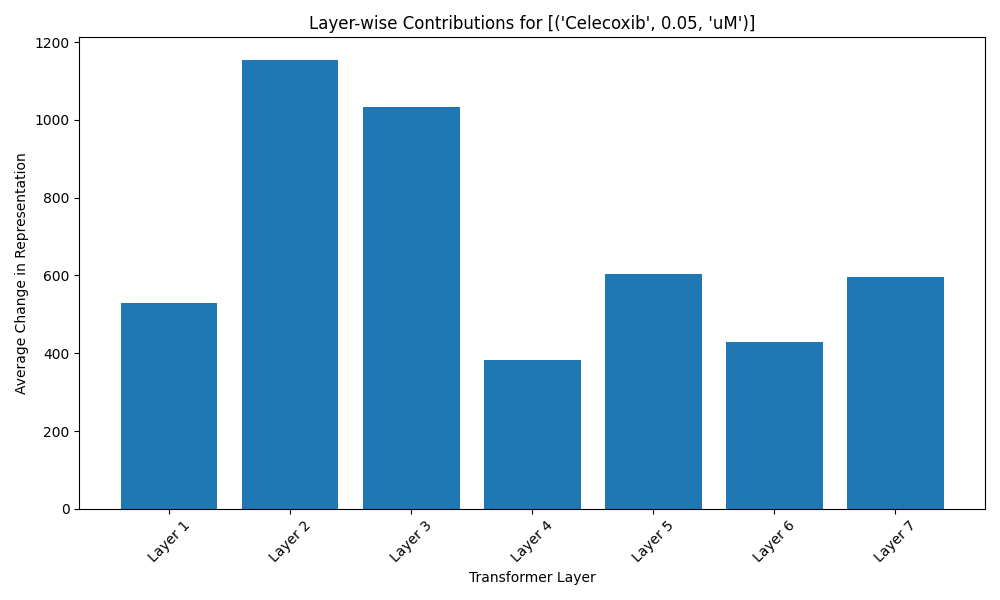 Layer-wise Contributions for [('Celecoxib', 0.05, 'uM')]
Average Change in Representation
1200
1000
800
600
400
200
0
Layer 1
Layer 2
Layer 3
Layer 4
Layer 5
Layer 6
Layer 7
Transformer Layer